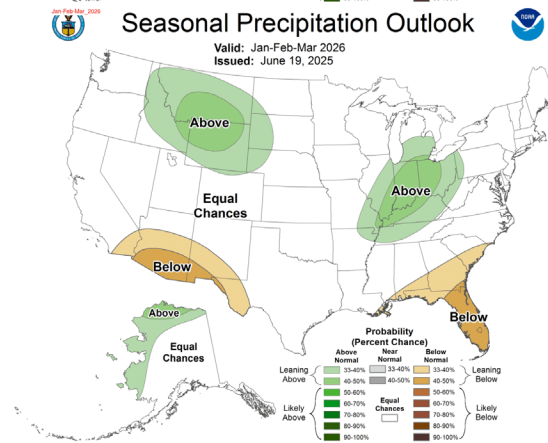 Jan Feb-Mar_2026
Seasonal Precipitation Outlook
noaa
Valid: Jan-Feb-Mar 2026
Issued: June 19, 2025
Above
Equal
Chances
Above
Below
Below
Above
Equal
Chances
Probability
(Percent Chance)
Above
Normal
Near
Normal
Below
Normal
Leaning
Above
33-40%
33-40%
33-40%
Leaning
Below
40-50%
40-50%
40-50%
Likely
Above
50-60%
60-70%
70-80%
80-90%
90-100%
Equal
Chances
50-60%
60-70%
70-80%
80-90%
90-100%
Likely
Below